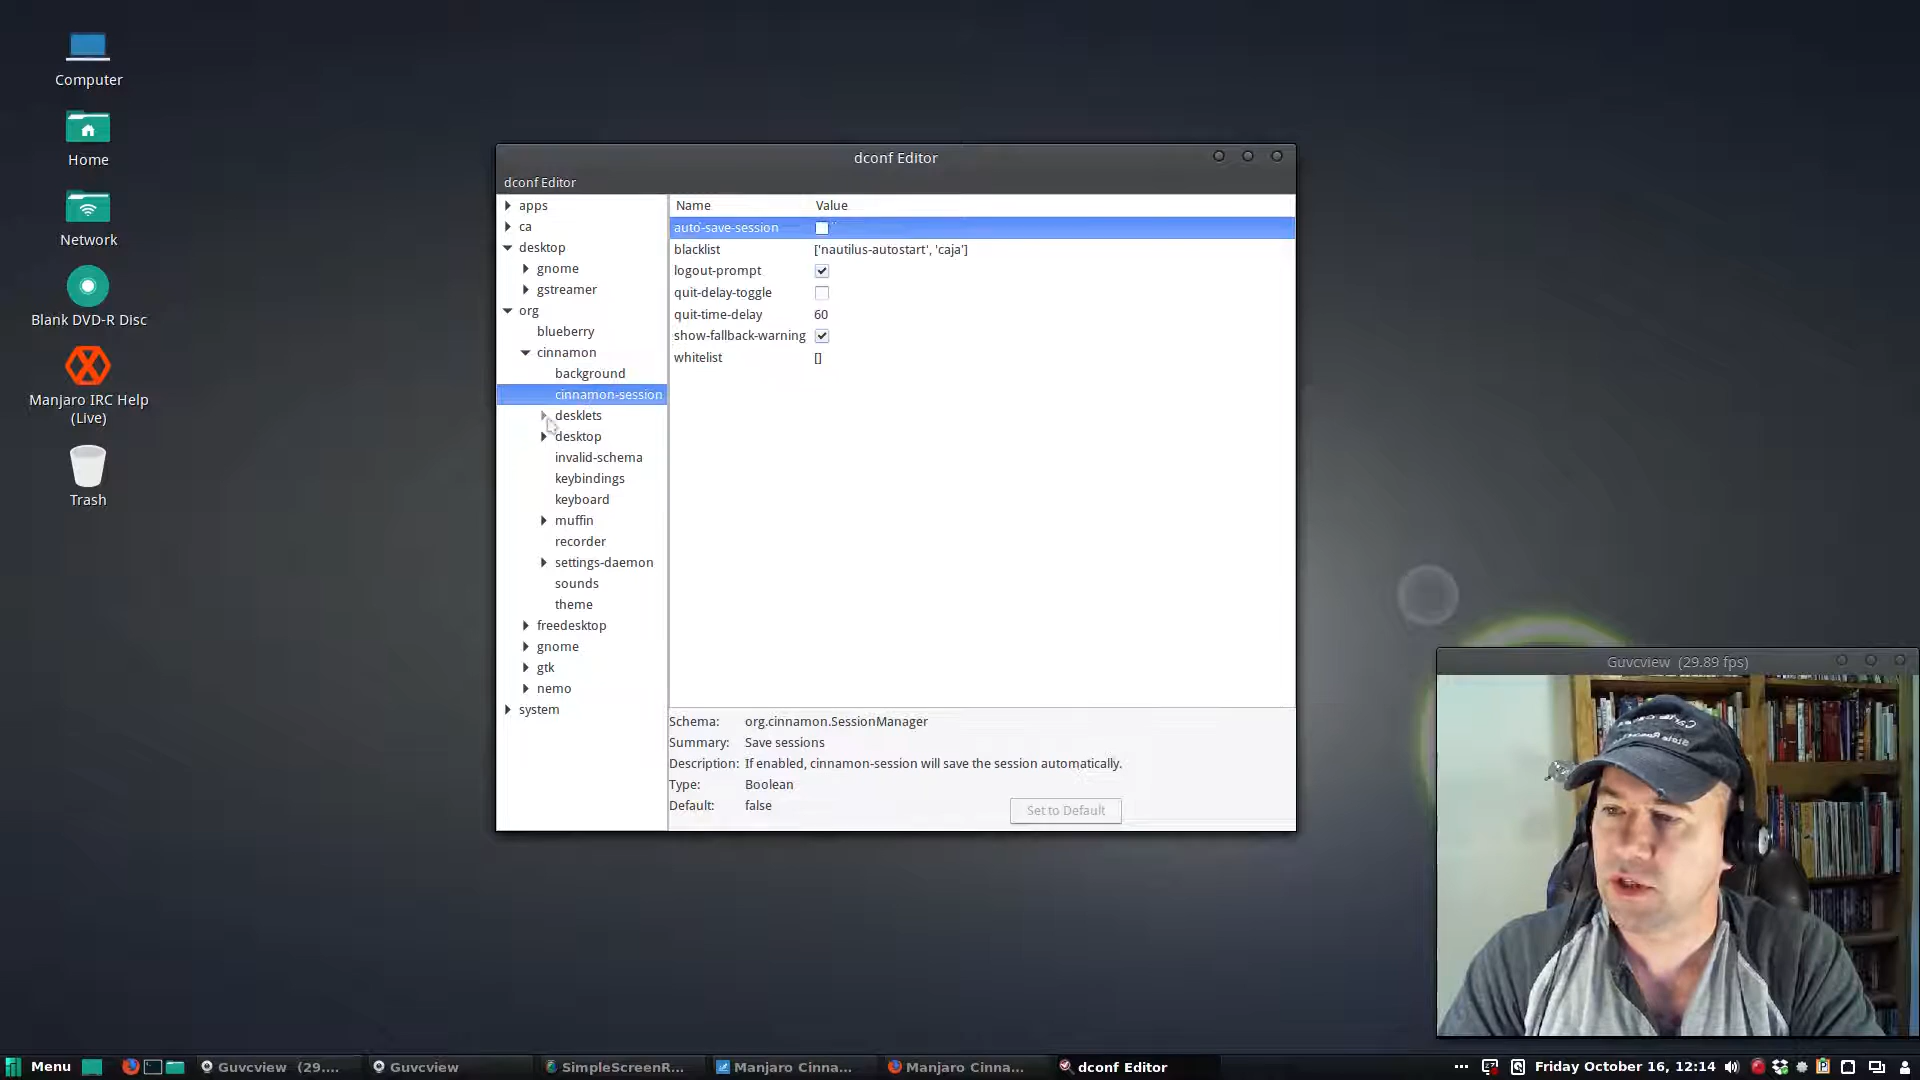 Computer
Home
Network
Blank DVD-R Disc
Manjaro IRC Help
(Live)
Trash
dconf Editor
dconf Editor
apps
ca
desktop
gnome
gstreamer
org
blueberry
cinnamon
background
cinnamon-session
desklets
desktop
invalid-schema
keybindings
keyboard
muffin
recorder
settings-daemon
sounds
theme
freedesktop
gnome
gtk
nemo
system
Name Value
auto-save-session
blacklist ['nautilus-autostart', 'caja']
logout-prompt
quit-delay-toggle
quit-time-delay 60
show-fallback-warning
whitelist []
Schema: org.cinnamon.SessionManager
Summary: Save sessions
Description: If enabled, cinnamon-session will save the session automatically.
Type: Boolean
Default: false
Set to Default
Guvcview (29.89 fps)
Menu
Guvcview (29....
Guvcview
SimpleScreenR...
Manjaro Cinna...
Manjaro Cinna...
dconf Editor
Friday October 16, 12:14